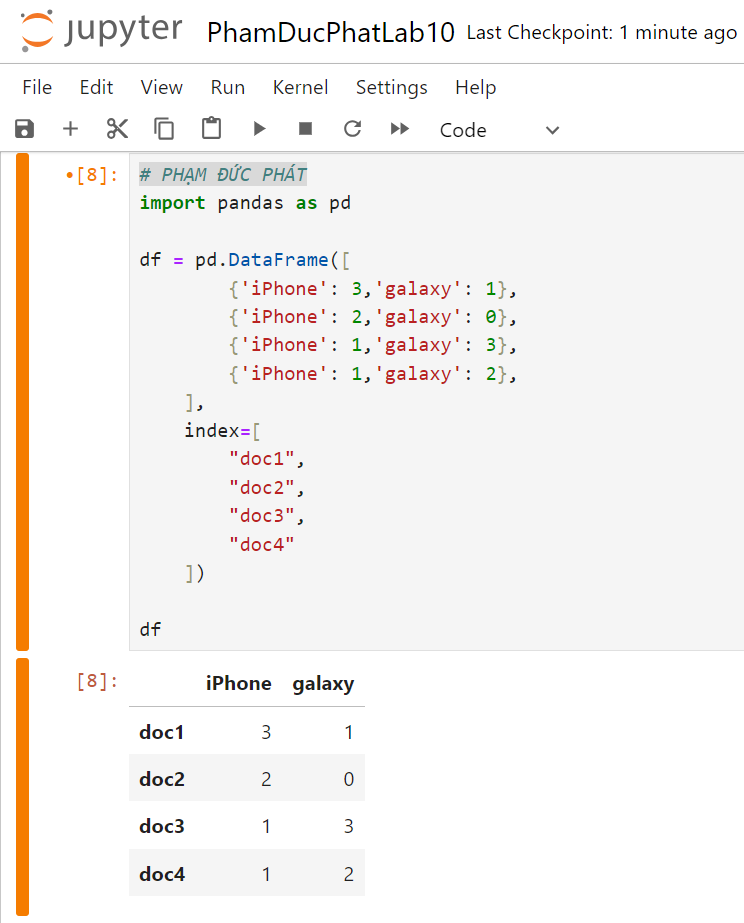 jupyter PhamDucPhatLab10 Last Checkpoint: 1 minute ago
File Edit View Run Kernel Settings Help
Code
[8]: # PHẠM ĐỨC PHÁT
import pandas as pd
df = pd.DataFrame([
{'iPhone': 3,'galaxy': 1},
{'iPhone': 2,'galaxy': 0},
{'iPhone': 1,'galaxy': 3},
{'iPhone': 1,'galaxy': 2},
],
index=[
"doc1",
"doc2",
"doc3",
"doc4"
])
df
[8]: iPhone galaxy
doc1 3 1
doc2 2 0
doc3 1 3
doc4 1 2